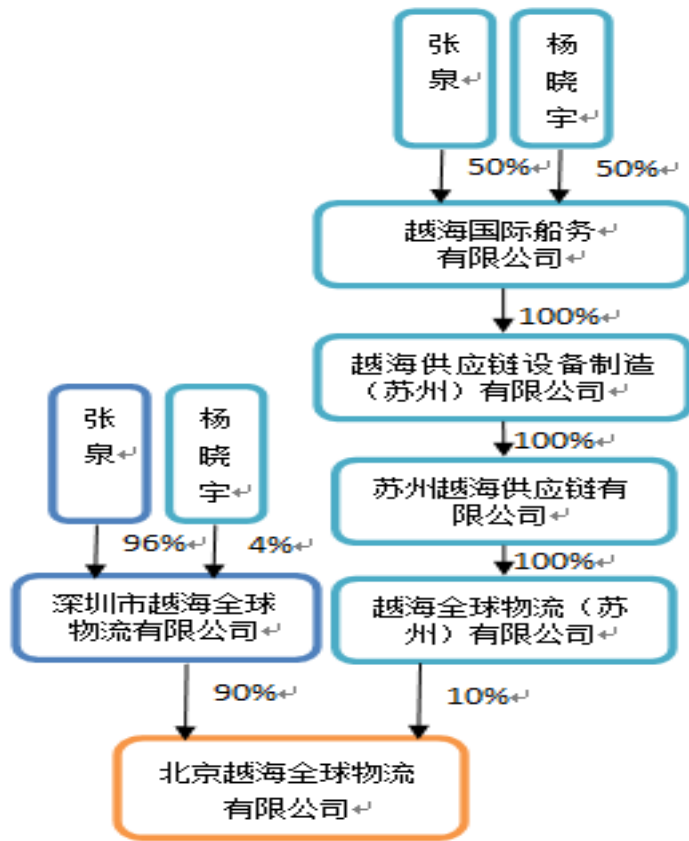 张
泉↵
杨
晓
宇↵
50%↵
50%↵
越海国际船务↵
有限公司↵
100%↵
越海供应链设备制造
（苏州）有限公司↵
100%↵
苏州越海供应链有
限公司↵
100%↵
越海全球物流（苏
州）有限公司↵
10%↵
张
泉↵
杨
晓
宇↵
96%↵
4%↵
深圳市越海全球
物流有限公司↵
90%↵
北京越海全球物流
有限公司↵